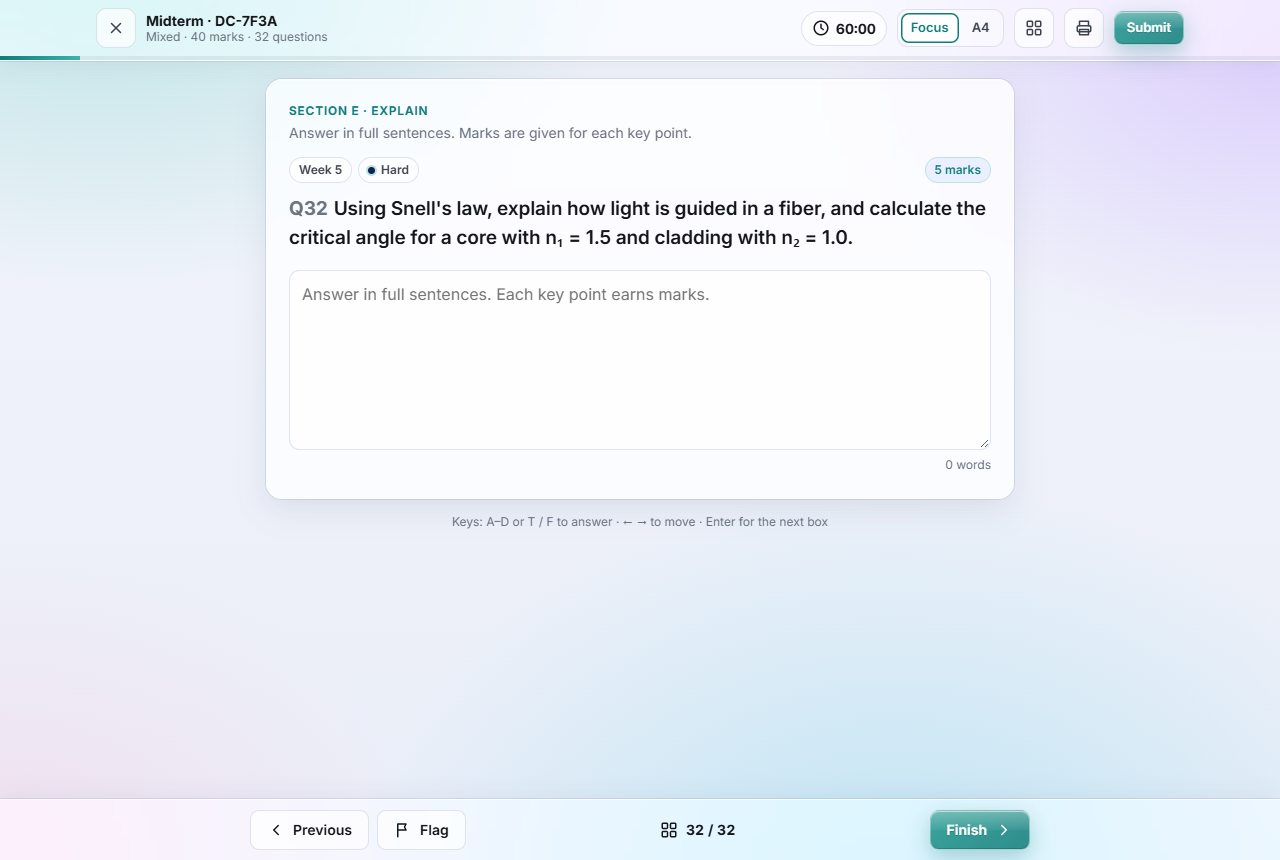 Midterm · DC-7F3A
Mixed · 40 marks · 32 questions
60:00
Focus
A4
Submit
SECTION E · EXPLAIN
Answer in full sentences. Marks are given for each key point.
Week 5
Hard
5 marks
Q32 Using Snell's law, explain how light is guided in a fiber, and calculate the
critical angle for a core with n₁ = 1.5 and cladding with n₂ = 1.0.
Answer in full sentences. Each key point earns marks.
0 words
Keys: A–D or T / F to answer · ← → to move · Enter for the next box
Previous
Flag
32 / 32
Finish